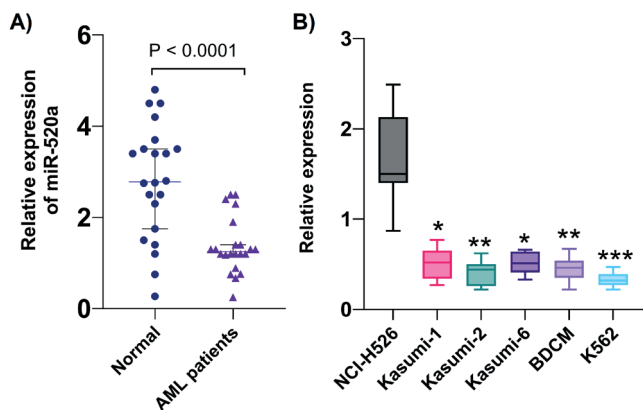 A)
P < 0.0001
Relative expression
of miR-520a
6
4
2
0
Normal
AML patients
B)
Relative expression
3
2
1
0
*
**
*
**
***
NCI-H526
Kasumi-1
Kasumi-2
Kasumi-6
BDCM
K562